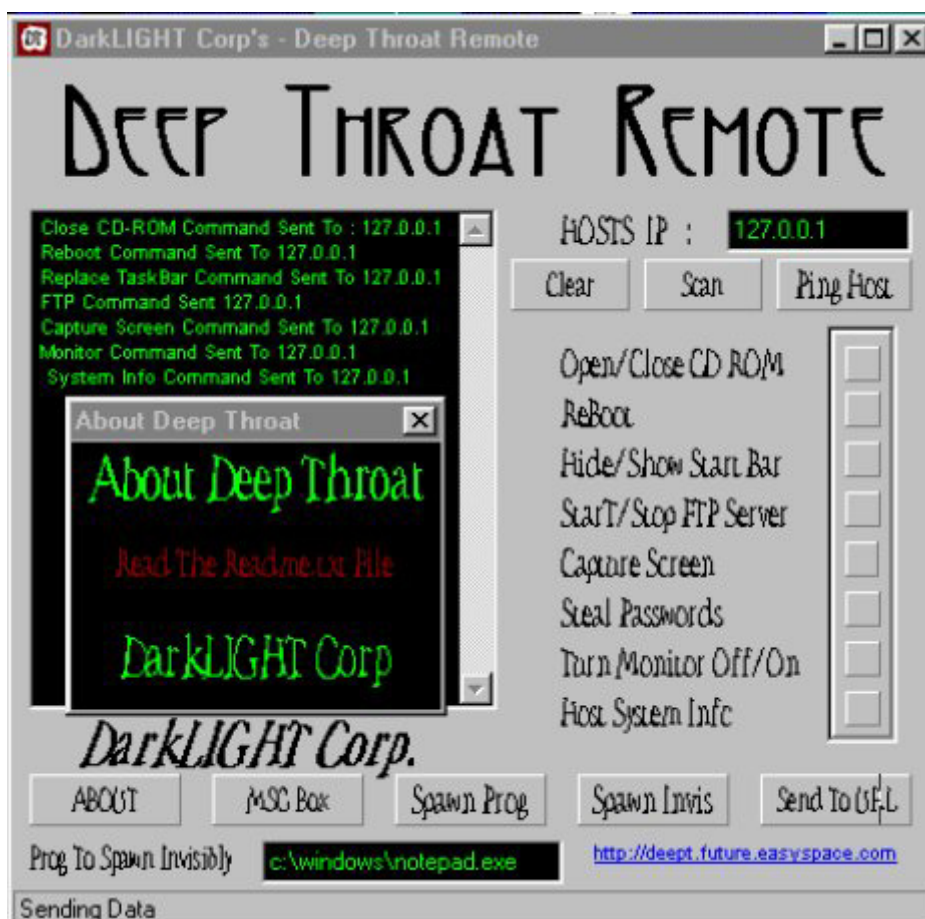 DarkLIGHT Corp's - Deep Throat Remote
DEEP THROAT REMOTE
Close CD-ROM Command Sent To : 127.0.0.1
Reboot Command Sent To 127.0.0.1
Replace TaskBar Command Sent To 127.0.0.1
FTP Command Sent 127.0.0.1
Capture Screen Command Sent To 127.0.0.1
Monitor Command Sent To 127.0.0.1
System Info Command Sent To 127.0.0.1
About Deep Throat
About Deep Throat
Read The Readme.txt File
DarkLIGHT Corp
DarkLIGHT Corp.
HOSTS IP : 127.0.0.1
Clear Scan Ping Host
Open/Close CD ROM
ReBoot
Hide/Show Start Bar
StarT/Stop FTP Server
Capture Screen
Steal Passwords
Turn Monitor Off/On
Host System Info
ABOUT MSG Box Spawn Prog Spawn Invis Send To URL
Prog To Spawn Invisibly c:\windows\notepad.exe http://deept.future.easyspace.com
Sending Data